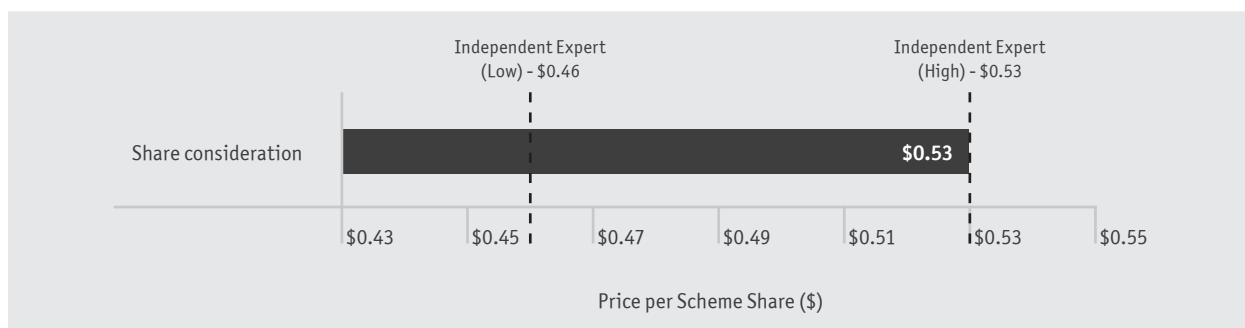 Independent Expert
(Low) - $0.46
Independent Expert
(High) - $0.53
Share consideration
$0.53
$0.43
$0.45
$0.47
$0.49
$0.51
$0.53
$0.55
Price per Scheme Share ($)